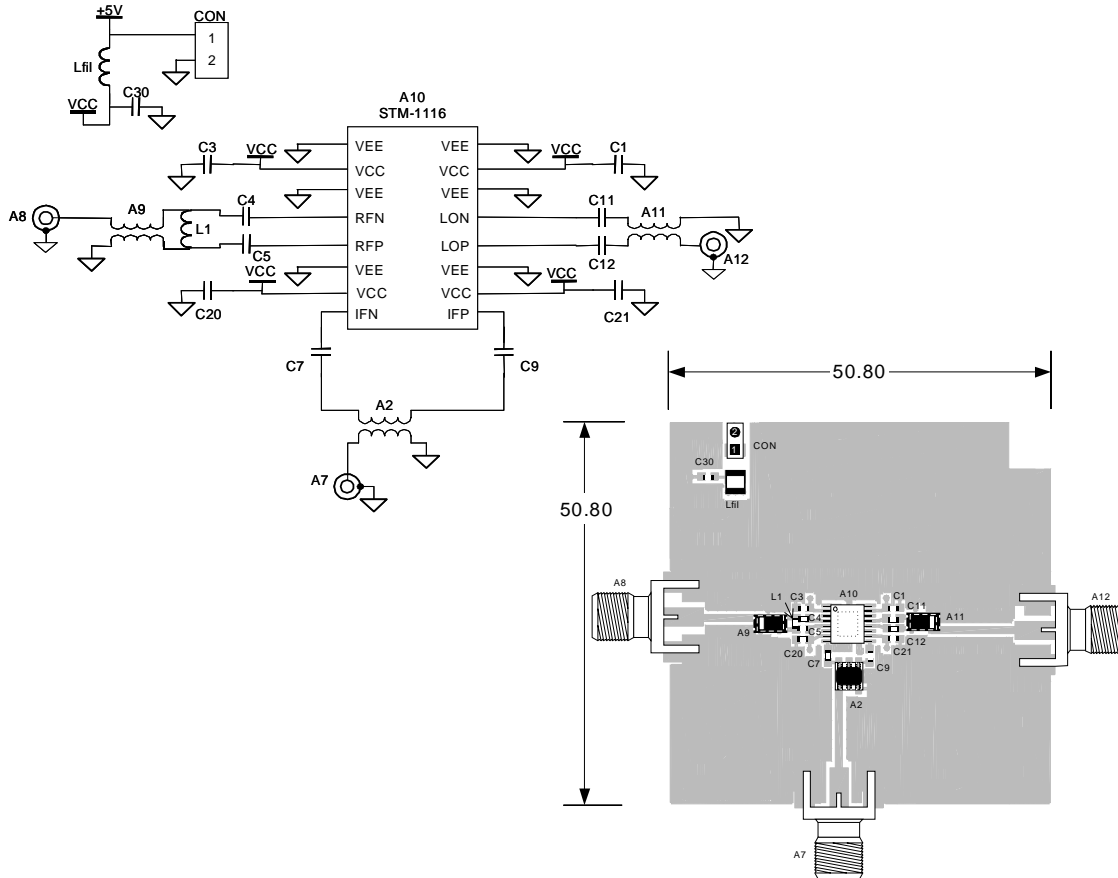 +5V
CON
1
2
Lfil
VCC
C30
A10
STM-1116
VEE VEE
C3 VCC VCC C1
VCC VCC
VEE VEE
A8 A9 C4 C11 A11
RFN LON
L1
RFP LOP
C5 C12 A12
VEE VEE
VCC VCC
VCC VCC
C20 C21
IFN IFP
C7 C9
A2
A7
50.80
50.80
2
1
CON
C30
Lfil
A8
L1 C3 A10 C1
C4 C11
A9 C5 A11
C20 C12
C21
C7 C9
A2
A12
A7